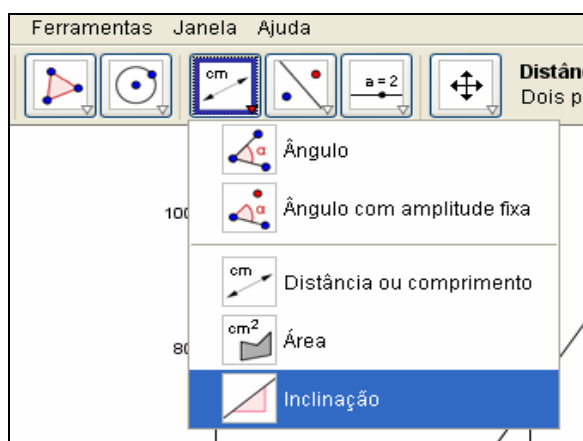 Ferramentas Janela Ajuda
cm
a = 2
Distân
Dois p
α Ângulo
100
α Ângulo com amplitude fixa
cm Distância ou comprimento
cm² Área
80
Inclinação